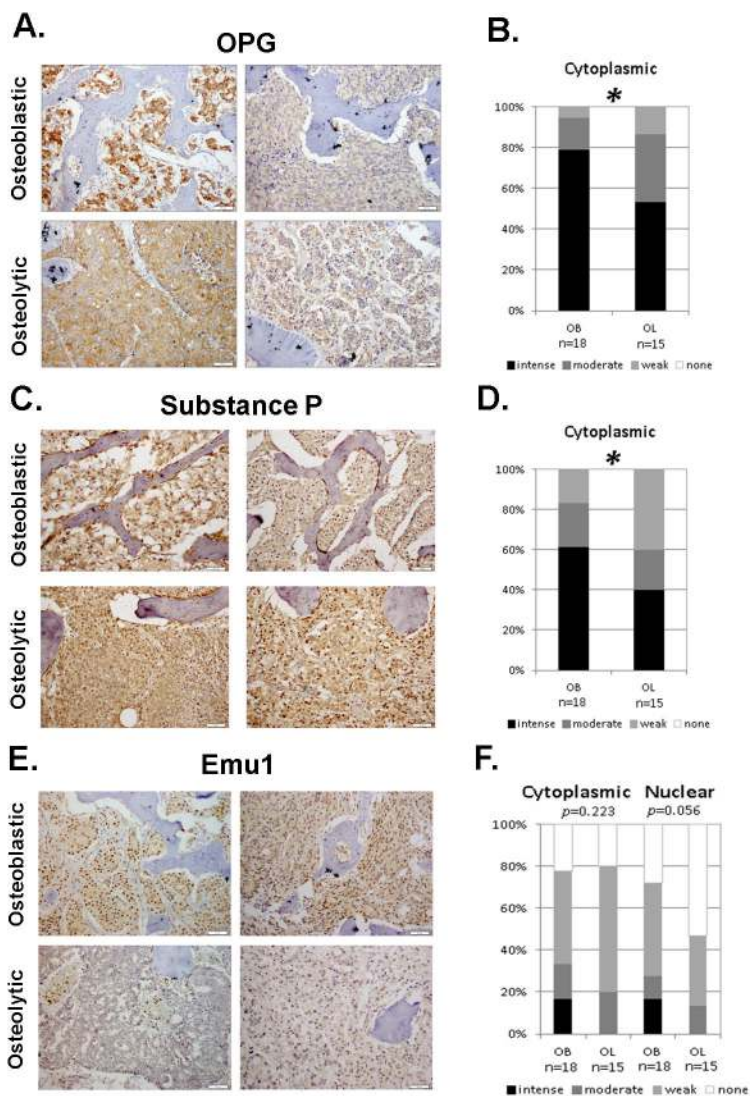 A.
OPG
Osteoblastic
Osteolytic
B.
Cytoplasmic
*
100%
80%
60%
40%
20%
0%
OB
n=18
OL
n=15
intense moderate weak none
C.
Substance P
Osteoblastic
Osteolytic
D.
Cytoplasmic
*
100%
80%
60%
40%
20%
0%
OB
n=18
OL
n=15
intense moderate weak none
E.
Emu1
Osteoblastic
Osteolytic
F.
Cytoplasmic Nuclear
p=0.223 p=0.056
100%
80%
60%
40%
20%
0%
OB OL OB OL
n=18 n=15 n=18 n=15
intense moderate weak none